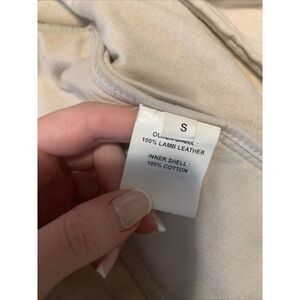 S
OUTER SHELL :
100% LAMB LEATHER
INNER SHELL :
100% COTTON